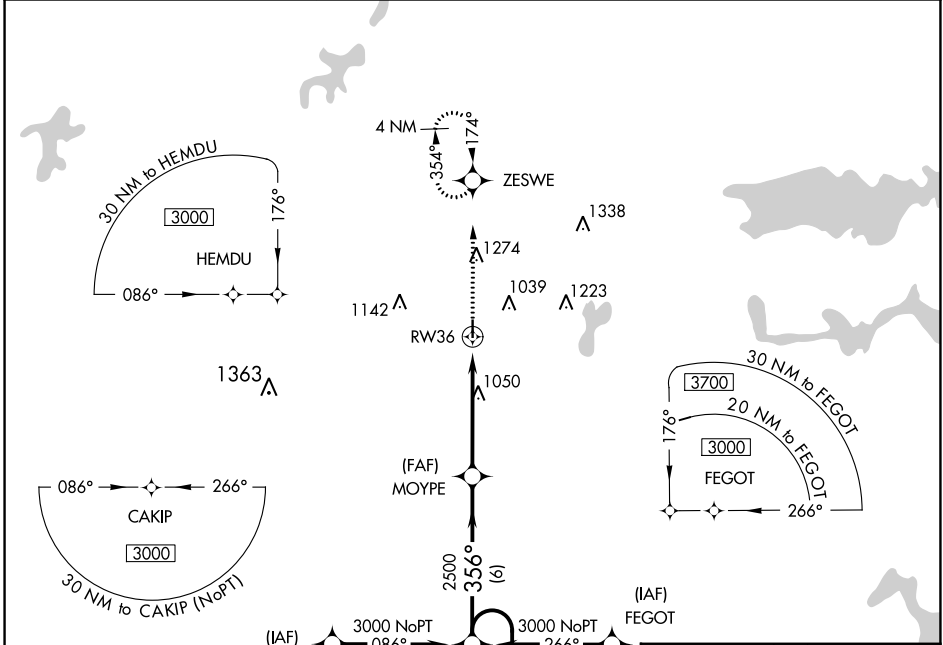 4 NM
354°
174°
ZESWE
30 NM to HEMDU
3000
176°
HEMDU
086°
1338
1274
1142
1039
1223
RW36
1363
1050
30 NM to FEGOT
3700
20 NM to FEGOT
176°
3000
FEGOT
266°
(FAF)
MOYPE
086°
266°
CAKIP
3000
30 NM to CAKIP (NoPT)
2500
356°
(6)
(IAF)
FEGOT
(IAF)
3000 NoPT
086°
3000 NoPT
266°